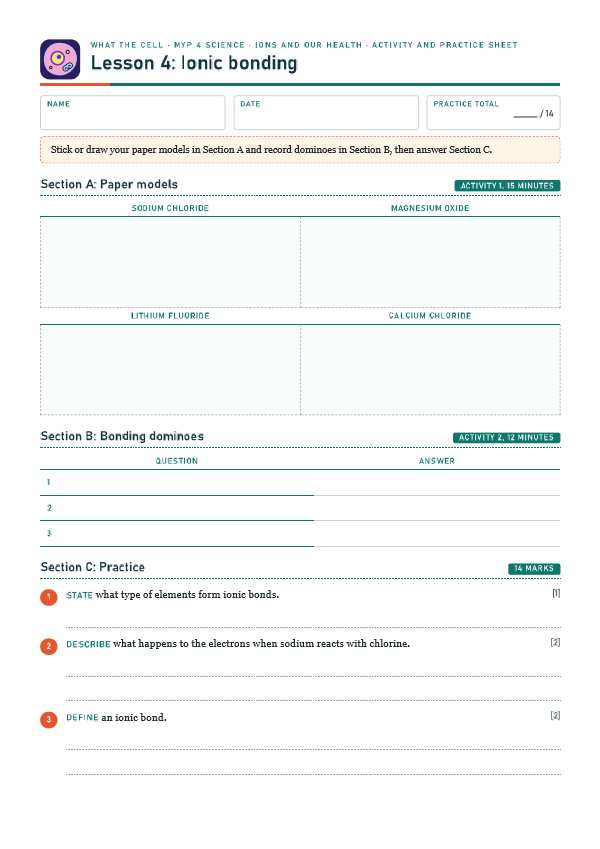 WHAT THE CELL · MYP 4 SCIENCE · IONS AND OUR HEALTH · ACTIVITY AND PRACTICE SHEET
Lesson 4: Ionic bonding
NAME
DATE
PRACTICE TOTAL
_____ / 14
Stick or draw your paper models in Section A and record dominoes in Section B, then answer Section C.
Section A: Paper models
ACTIVITY 1, 15 MINUTES
SODIUM CHLORIDE
MAGNESIUM OXIDE
LITHIUM FLUORIDE
CALCIUM CHLORIDE
Section B: Bonding dominoes
ACTIVITY 2, 12 MINUTES
QUESTION
ANSWER
1
2
3
Section C: Practice
14 MARKS
1 STATE what type of elements form ionic bonds. [1]
2 DESCRIBE what happens to the electrons when sodium reacts with chlorine. [2]
3 DEFINE an ionic bond. [2]